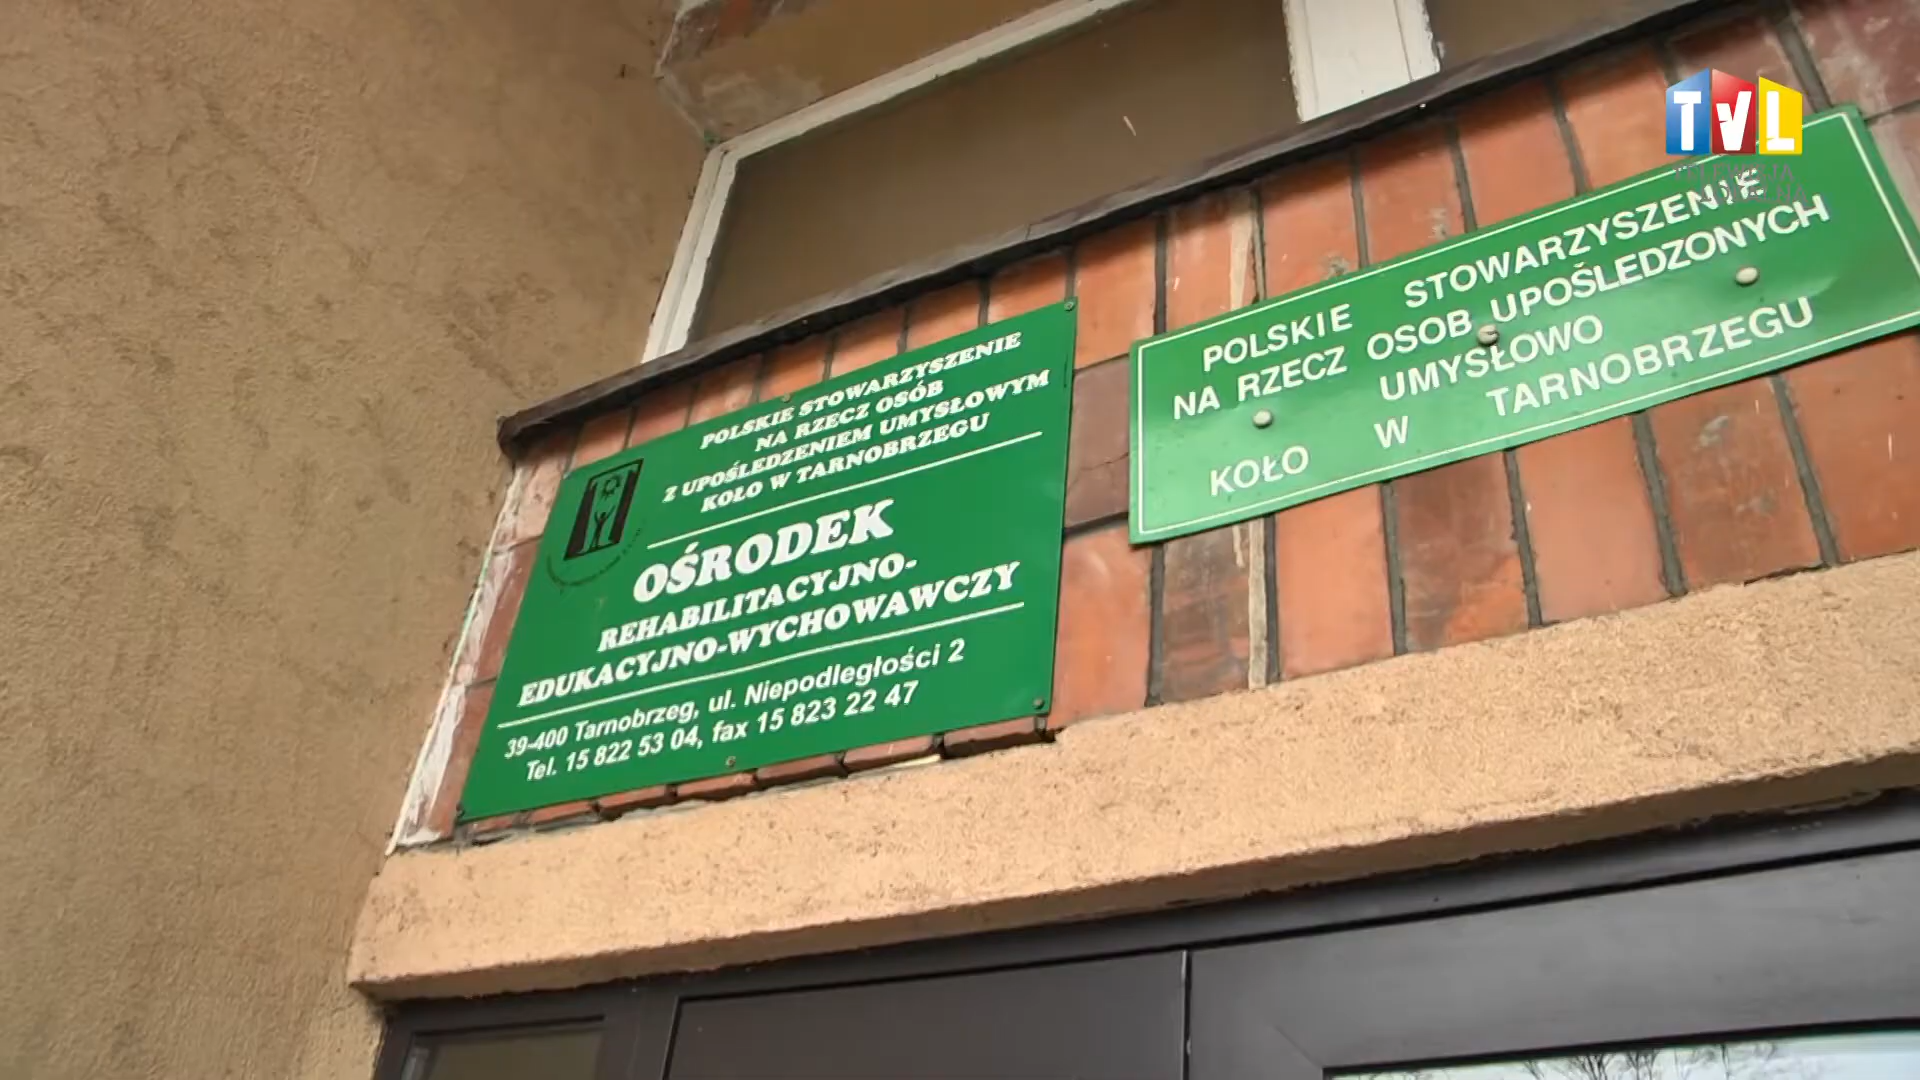 POLSKIE STOWARZYSZENIE
NA RZECZ OSÓB
Z UPOŚLEDZENIEM UMYSŁOWYM
KOŁO W TARNOBRZEGU
OŚRODEK
REHABILITACYJNO-
EDUKACYJNO-WYCHOWAWCZY
39-400 Tarnobrzeg, ul. Niepodległości 2
Tel. 15 822 53 04, fax 15 823 22 47
POLSKIE STOWARZYSZENIE
NA RZECZ OSOB UPOŚLEDZONYCH
UMYSŁOWO
KOŁO W TARNOBRZEGU
TVL
TELEWIZJA
LOKALNA